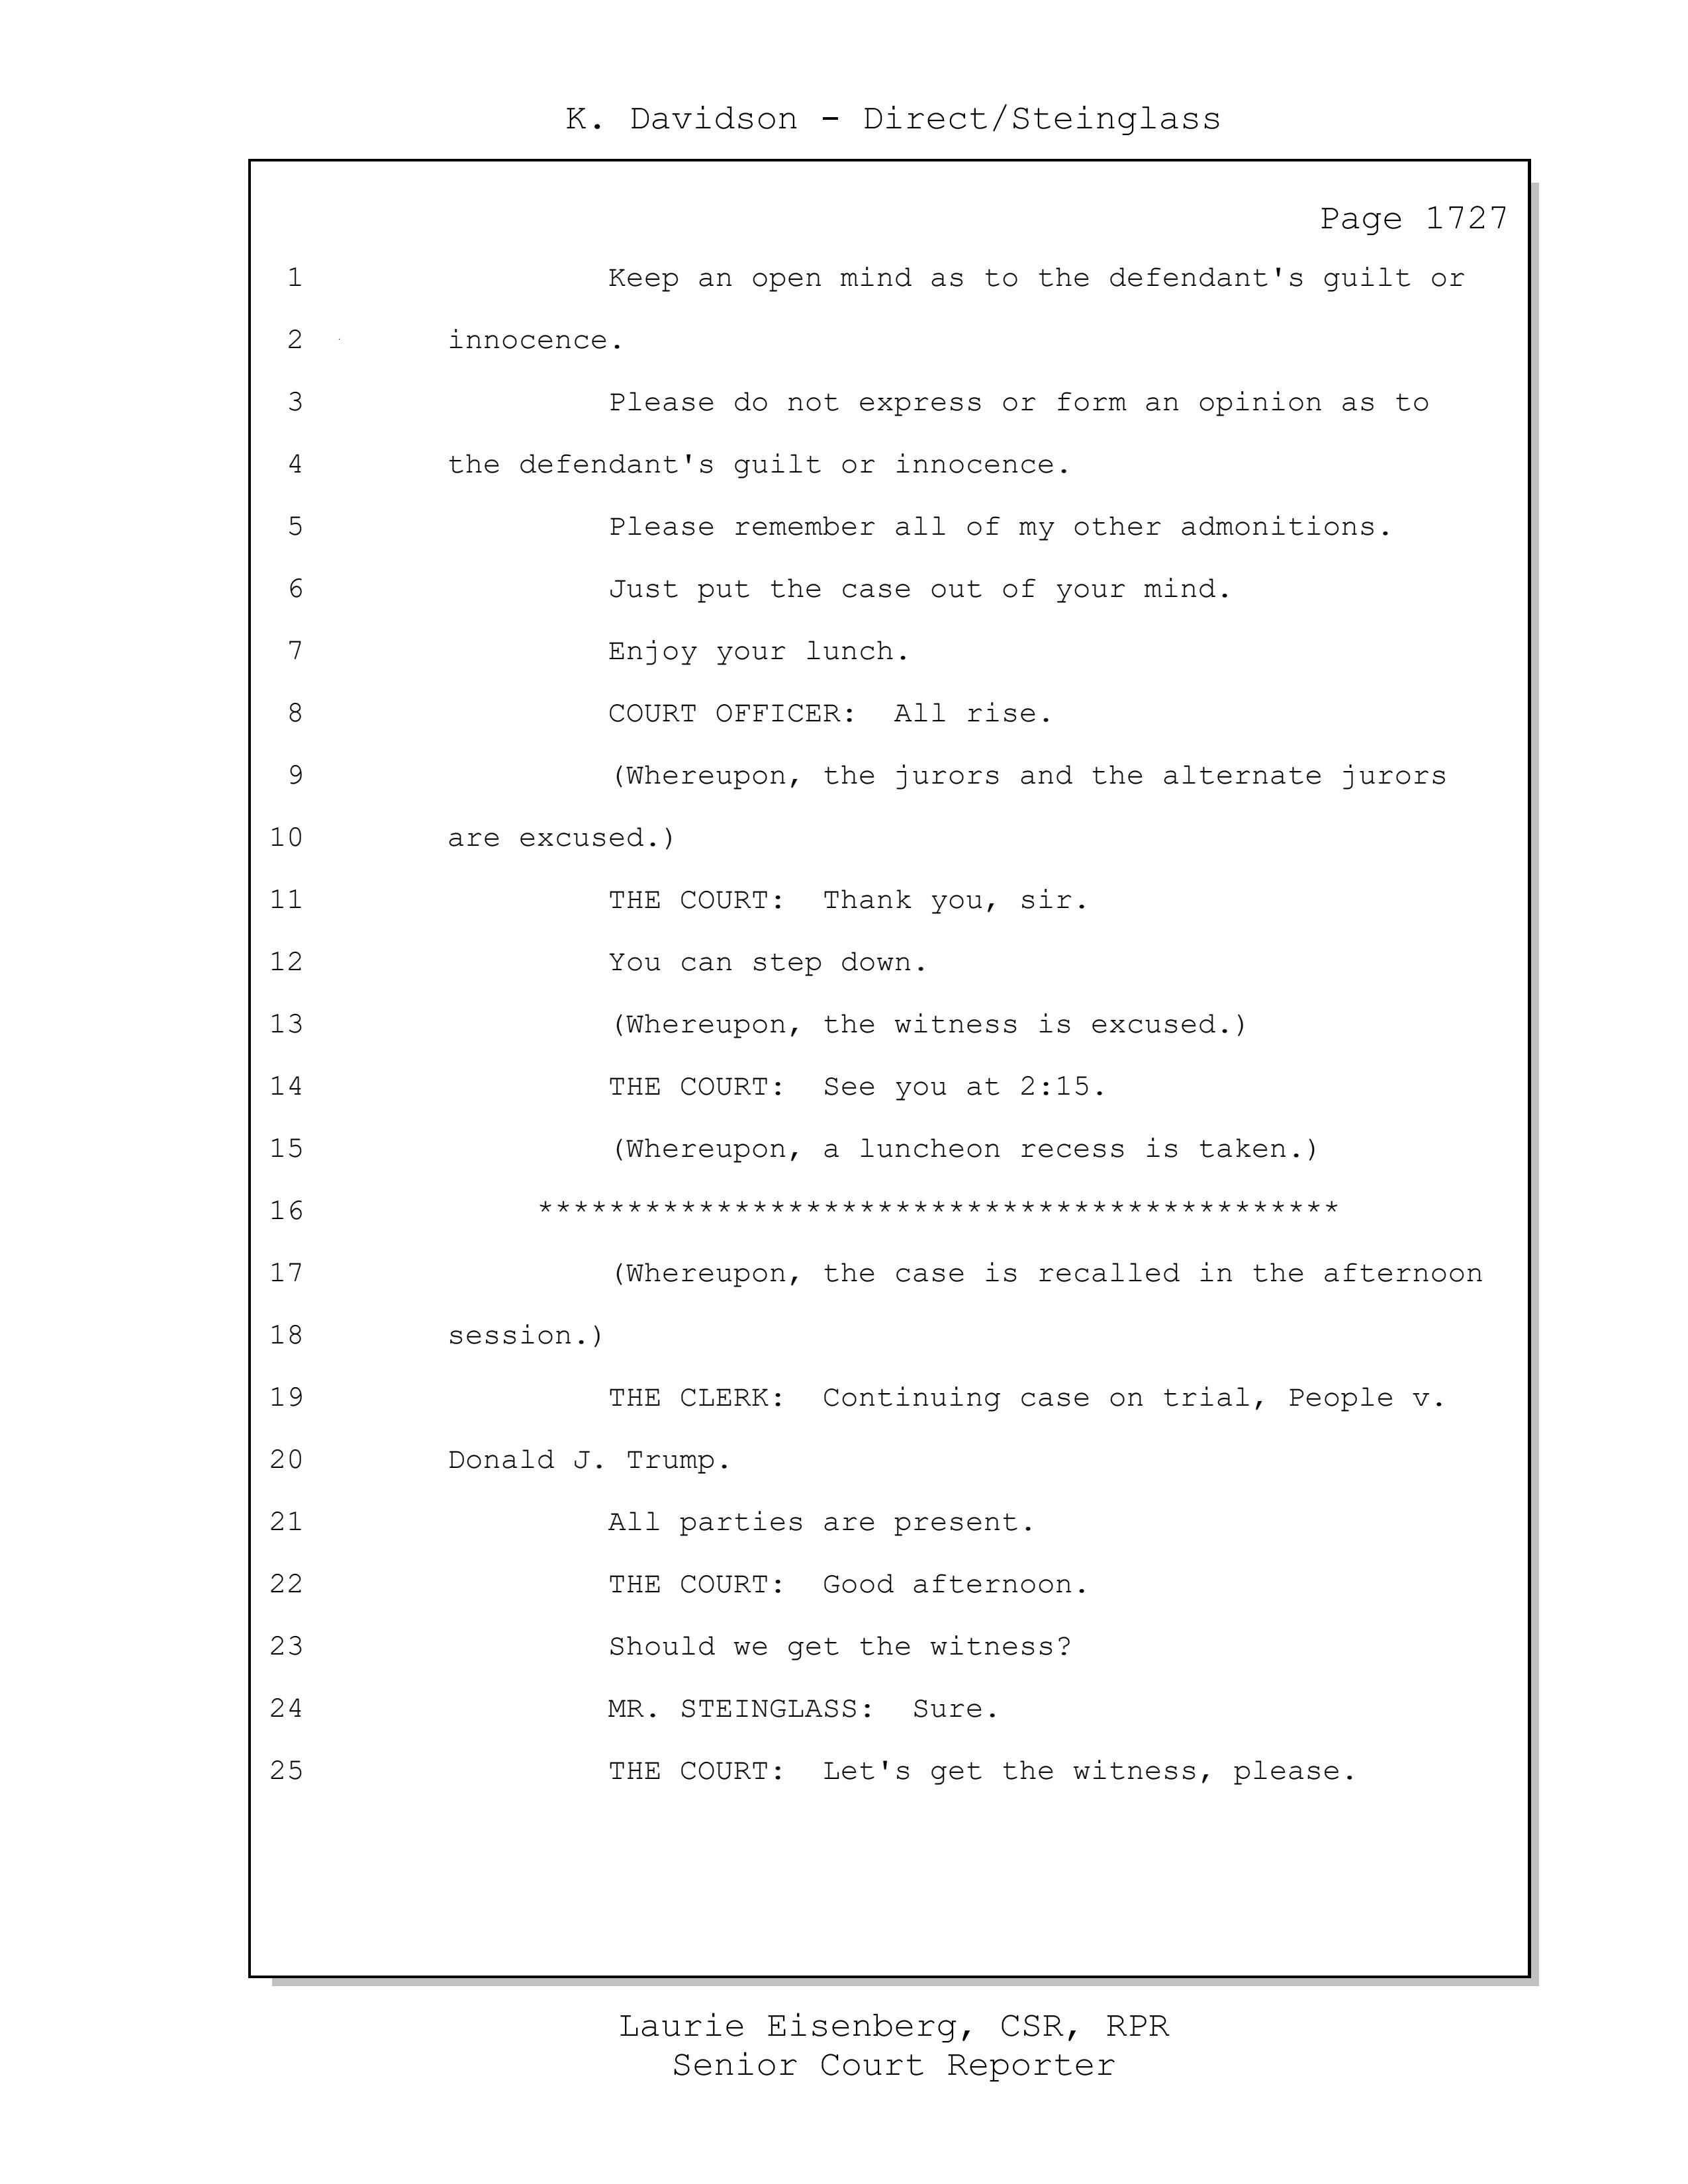 K. Davidson - Direct/Steinglass
Page 1727
1 Keep an open mind as to the defendant's guilt or
2 innocence.
3 Please do not express or form an opinion as to
4 the defendant's guilt or innocence.
5 Please remember all of my other admonitions.
6 Just put the case out of your mind.
7 Enjoy your lunch.
8 COURT OFFICER: All rise.
9 (Whereupon, the jurors and the alternate jurors
10 are excused.)
11 THE COURT: Thank you, sir.
12 You can step down.
13 (Whereupon, the witness is excused.)
14 THE COURT: See you at 2:15.
15 (Whereupon, a luncheon recess is taken.)
16 *********************************************
17 (Whereupon, the case is recalled in the afternoon
18 session.)
19 THE CLERK: Continuing case on trial, People v.
20 Donald J. Trump.
21 All parties are present.
22 THE COURT: Good afternoon.
23 Should we get the witness?
24 MR. STEINGLASS: Sure.
25 THE COURT: Let's get the witness, please.
Laurie Eisenberg, CSR, RPR
Senior Court Reporter